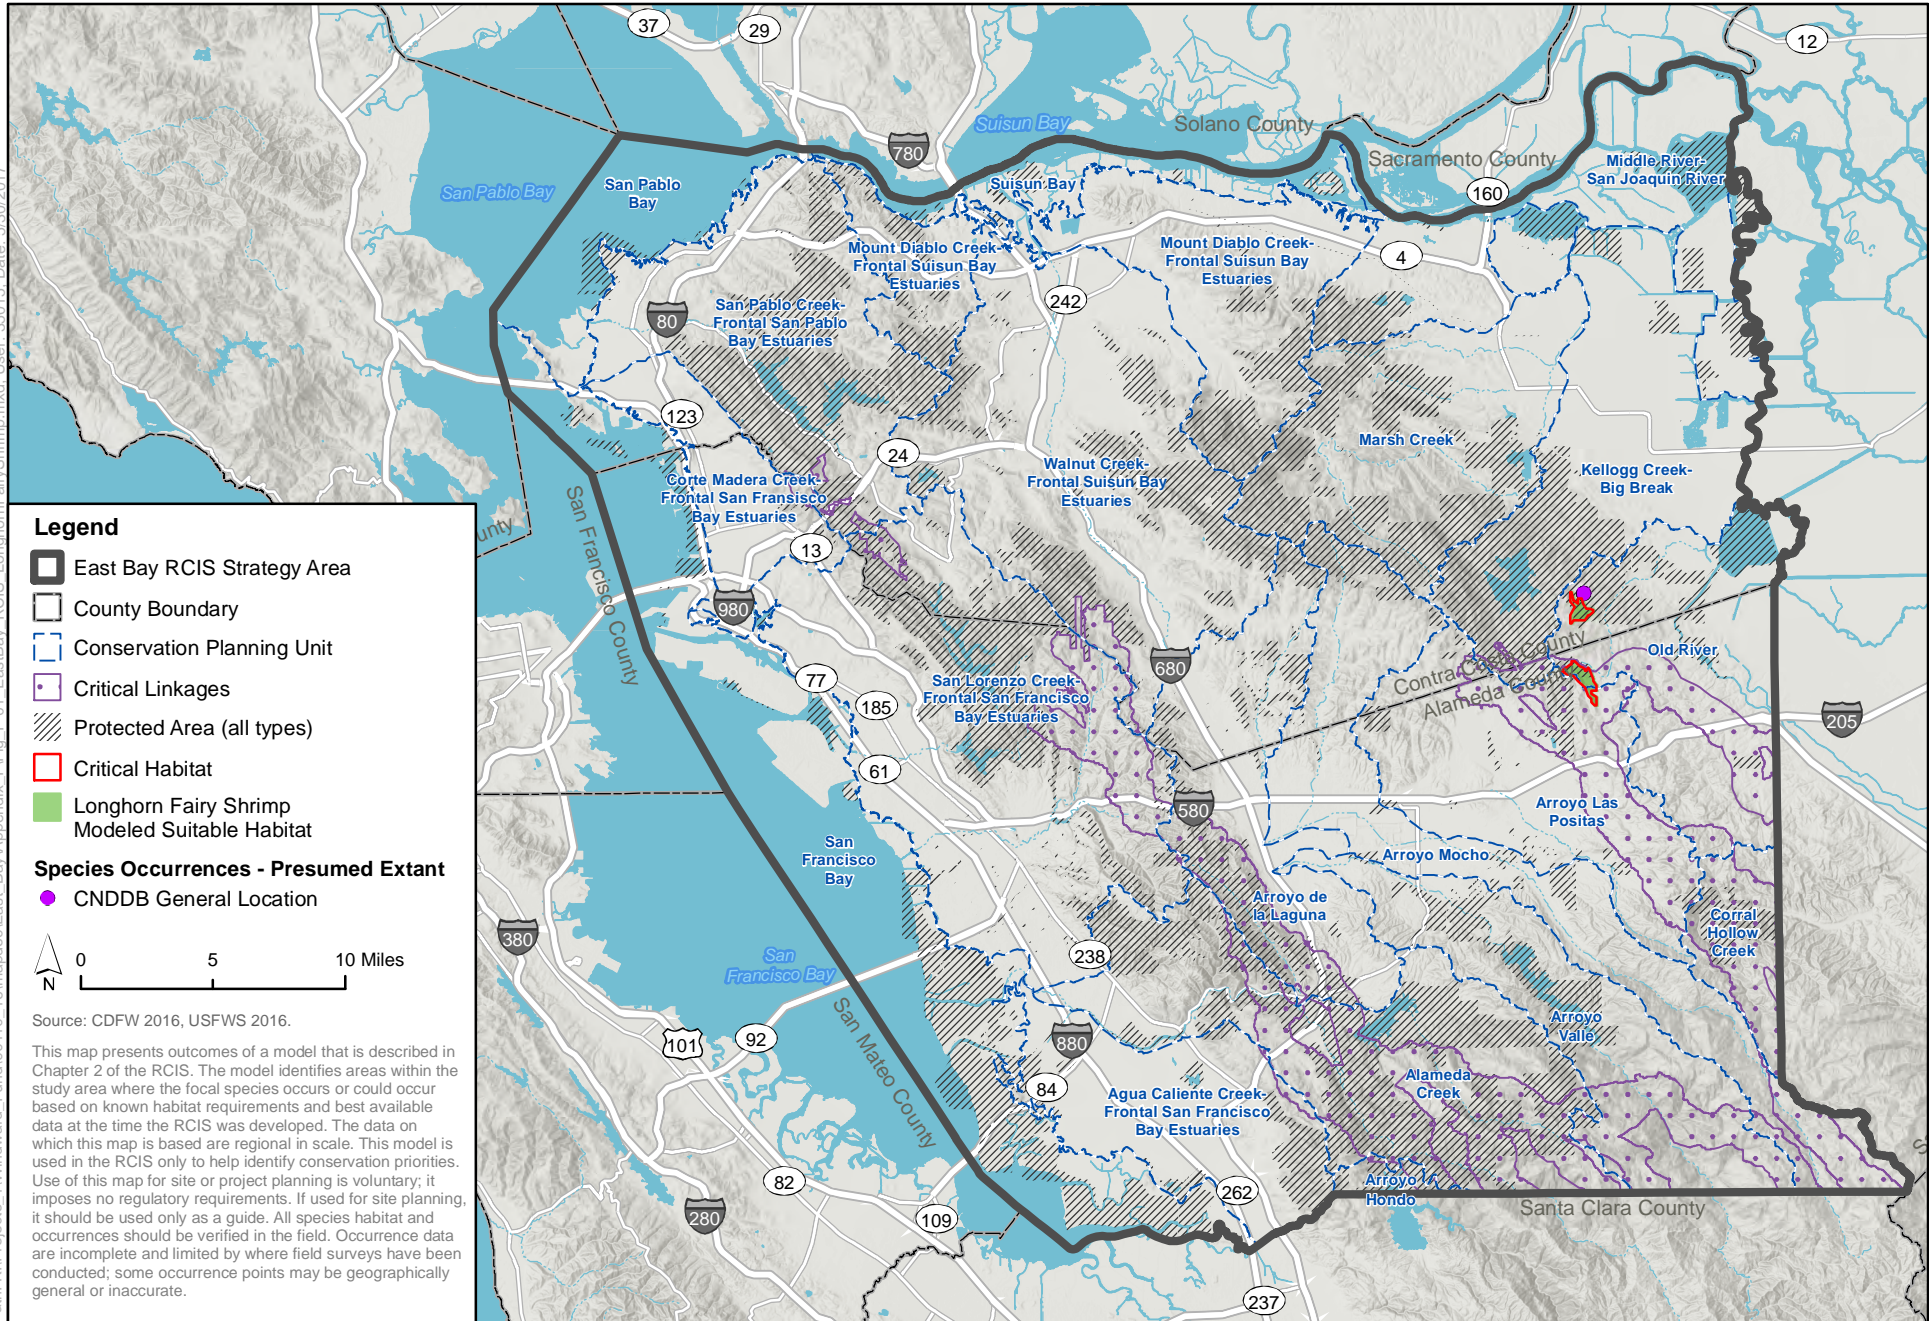 37
29
12
780
Suisun Bay
Solano County
Sacramento County
160
Middle River-
San Joaquin River
San Pablo Bay
San Pablo
Bay
Suisun Bay
Mount Diablo Creek-
Frontal Suisun Bay
Estuaries
Mount Diablo Creek-
Frontal Suisun Bay
Estuaries
4
242
San Pablo Creek-
Frontal San Pablo
Bay Estuaries
80
123
24
Marsh Creek
Walnut Creek-
Frontal Suisun Bay
Estuaries
Kellogg Creek-
Big Break
Corte Madera Creek-
Frontal San Fransisco
Bay Estuaries
13
980
San Francisco County
680
Contra Costa County
Alameda County
Old River
San Lorenzo Creek-
Frontal San Francisco
Bay Estuaries
77
185
61
205
580
Arroyo Las
Positas
San
Francisco
Bay
Arroyo Mocho
Arroyo de
la Laguna
Corral
Hollow
Creek
380
238
San
Francisco Bay
San Mateo County
Arroyo
Valle
101
92
880
84
Alameda
Creek
Agua Caliente Creek-
Frontal San Francisco
Bay Estuaries
82
280
109
262
Arroyo
Hondo
Santa Clara County
237
Legend
East Bay RCIS Strategy Area
County Boundary
Conservation Planning Unit
Critical Linkages
Protected Area (all types)
Critical Habitat
Longhorn Fairy Shrimp
Modeled Suitable Habitat
Species Occurrences - Presumed Extant
CNDDB General Location
N
0 5 10 Miles
Source: CDFW 2016, USFWS 2016.
This map presents outcomes of a model that is described in
Chapter 2 of the RCIS. The model identifies areas within the
study area where the focal species occurs or could occur
based on known habitat requirements and best available
data at the time the RCIS was developed. The data on
which this map is based are regional in scale. This model is
used in the RCIS only to help identify conservation priorities.
Use of this map for site or project planning is voluntary; it
imposes no regulatory requirements. If used for site planning,
it should be used only as a guide. All species habitat and
occurrences should be verified in the field. Occurrence data
are incomplete and limited by where field surveys have been
conducted; some occurrence points may be geographically
general or inaccurate.